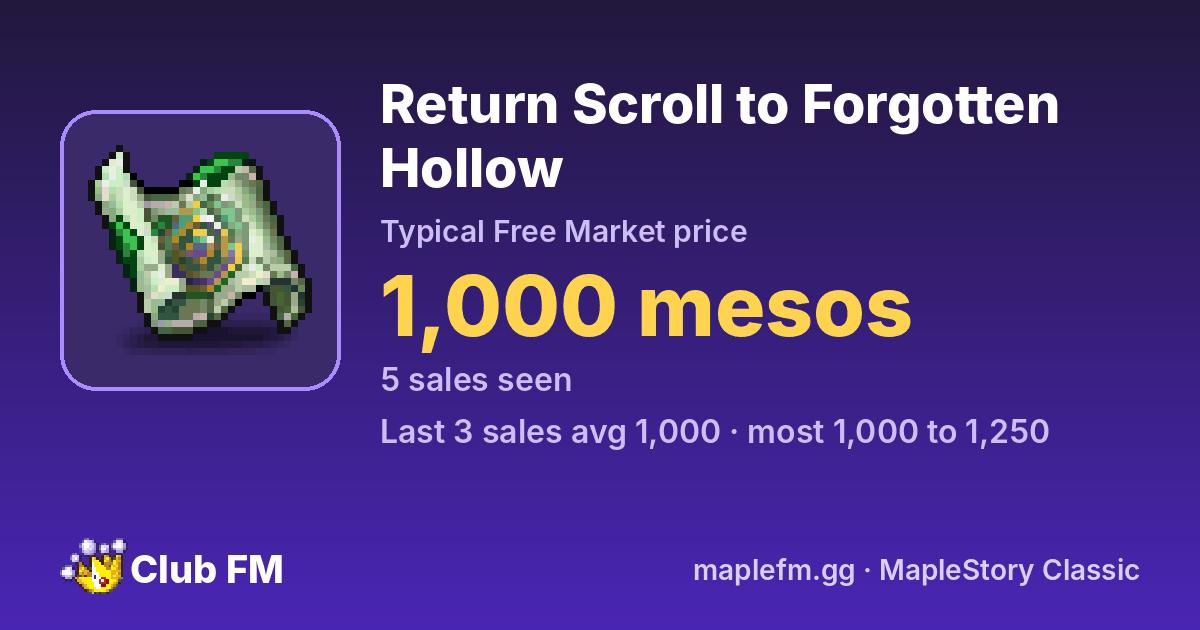 Return Scroll to Forgotten
Hollow
Typical Free Market price
1,000 mesos
5 sales seen
Last 3 sales avg 1,000 · most 1,000 to 1,250
Club FM
maplefm.gg · MapleStory Classic